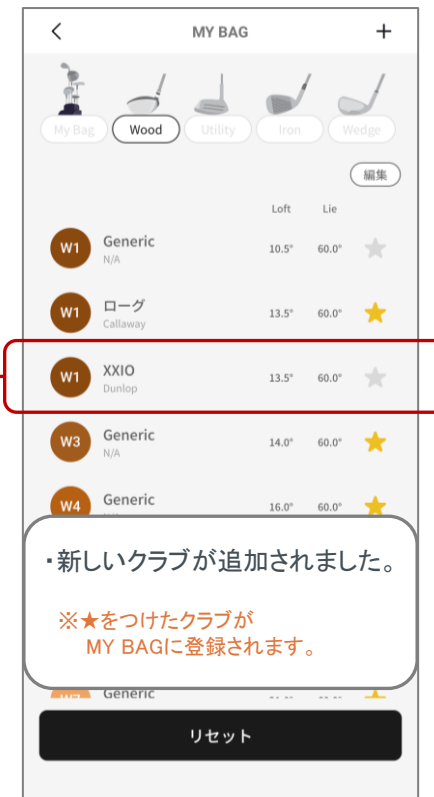 MY BAG
My Bag Wood Utility Iron Wedge
編集
Loft Lie
W1 Generic 10.5° 60.0°
N/A
W1 ローグ 13.5° 60.0°
Callaway
W1 XXIO 13.5° 60.0°
Dunlop
W3 Generic 14.0° 60.0°
N/A
W4 Generic 16.0° 60.0°
・新しいクラブが追加されました。
※★をつけたクラブが
MY BAGに登録されます。
Generic
リセット